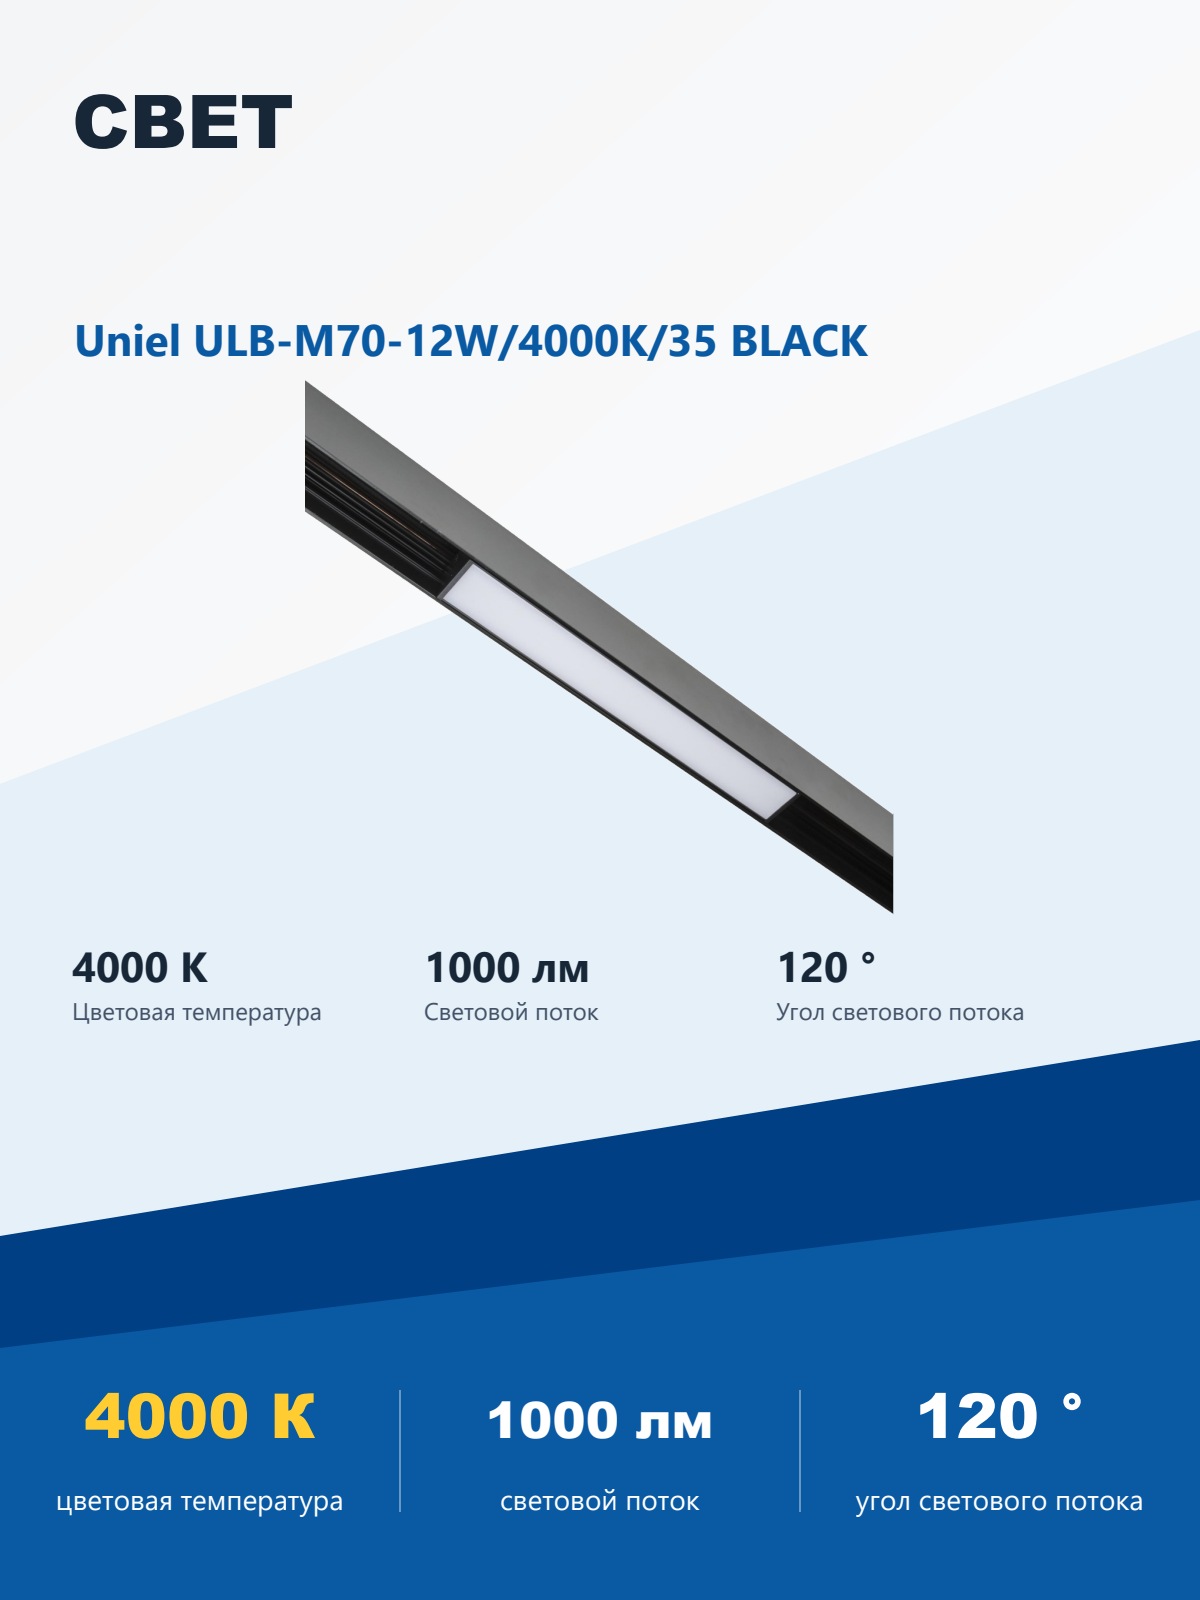 СВЕТ
Uniel ULB-M70-12W/4000K/35 BLACK
4000 К
1000 лм
120 °
Цветовая температура
Световой поток
Угол светового потока
4000 К
1000 лм
120 °
цветовая температура
световой поток
угол светового потока